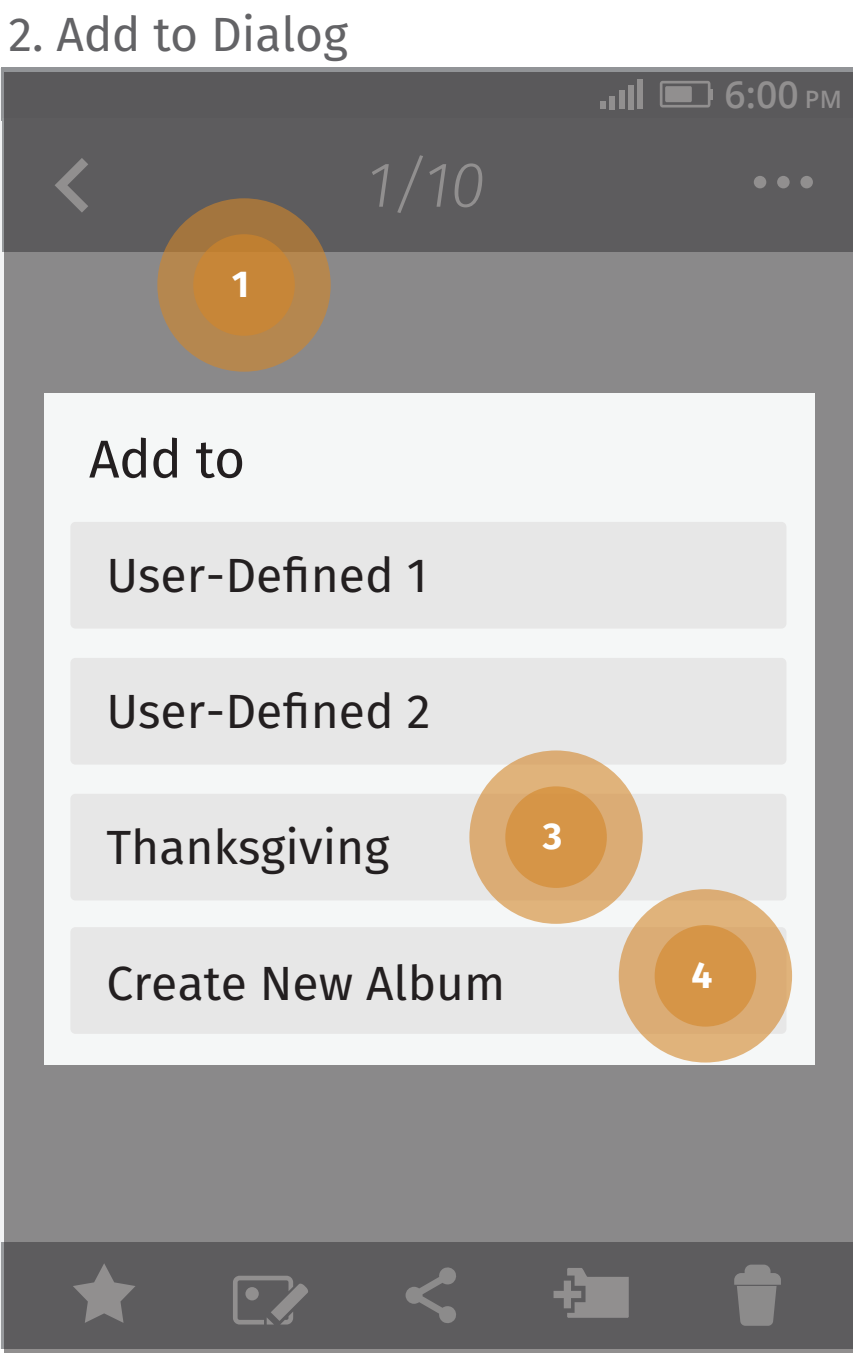 2. Add to Dialog
6:00 PM
1/10
1
Add to
User-Defined 1
User-Defined 2
Thanksgiving
3
Create New Album
4